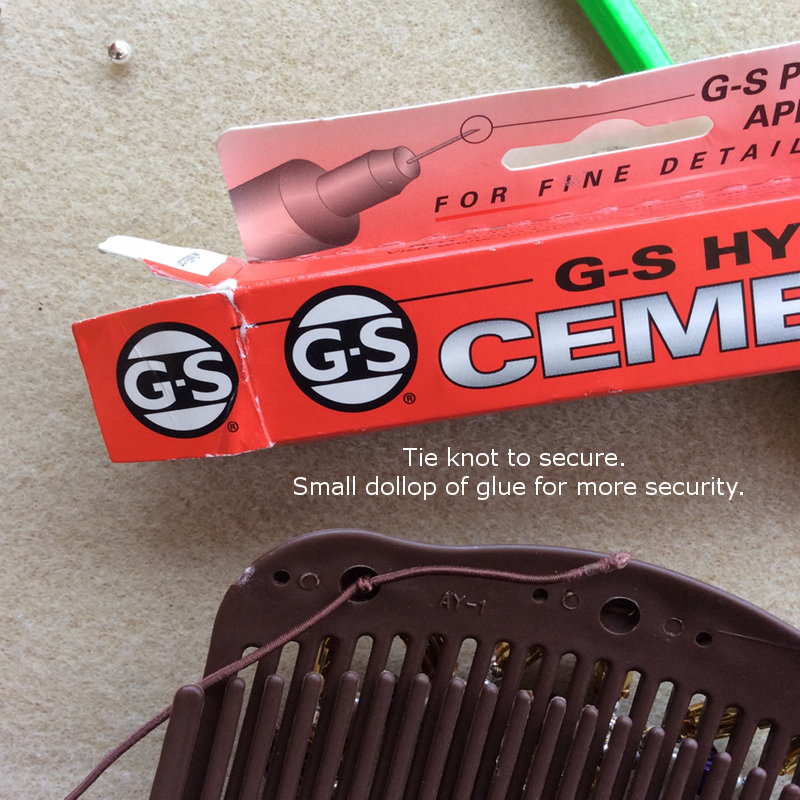 G-S P
APP
FOR FINE DETAIL
G-S HY
CEME
G-S
®
G-S
®
Tie knot to secure.
Small dollop of glue for more security.
AY-1